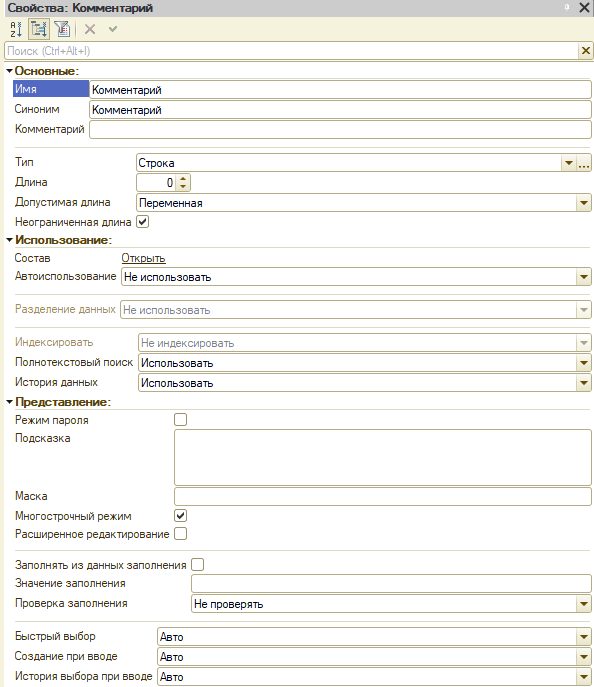 Свойства: Комментарий
Поиск (Ctrl+Alt+I)
Основные:
Имя Комментарий
Синоним Комментарий
Комментарий
Тип Строка
Длина 0
Допустимая длина Переменная
Неограниченная длина
Использование:
Состав Открыть
Автоиспользование Не использовать
Разделение данных Не использовать
Индексировать Не индексировать
Полнотекстовый поиск Использовать
История данных Использовать
Представление:
Режим пароля
Подсказка
Маска
Многострочный режим
Расширенное редактирование
Заполнять из данных заполнения
Значение заполнения
Проверка заполнения Не проверять
Быстрый выбор Авто
Создание при вводе Авто
История выбора при вводе Авто